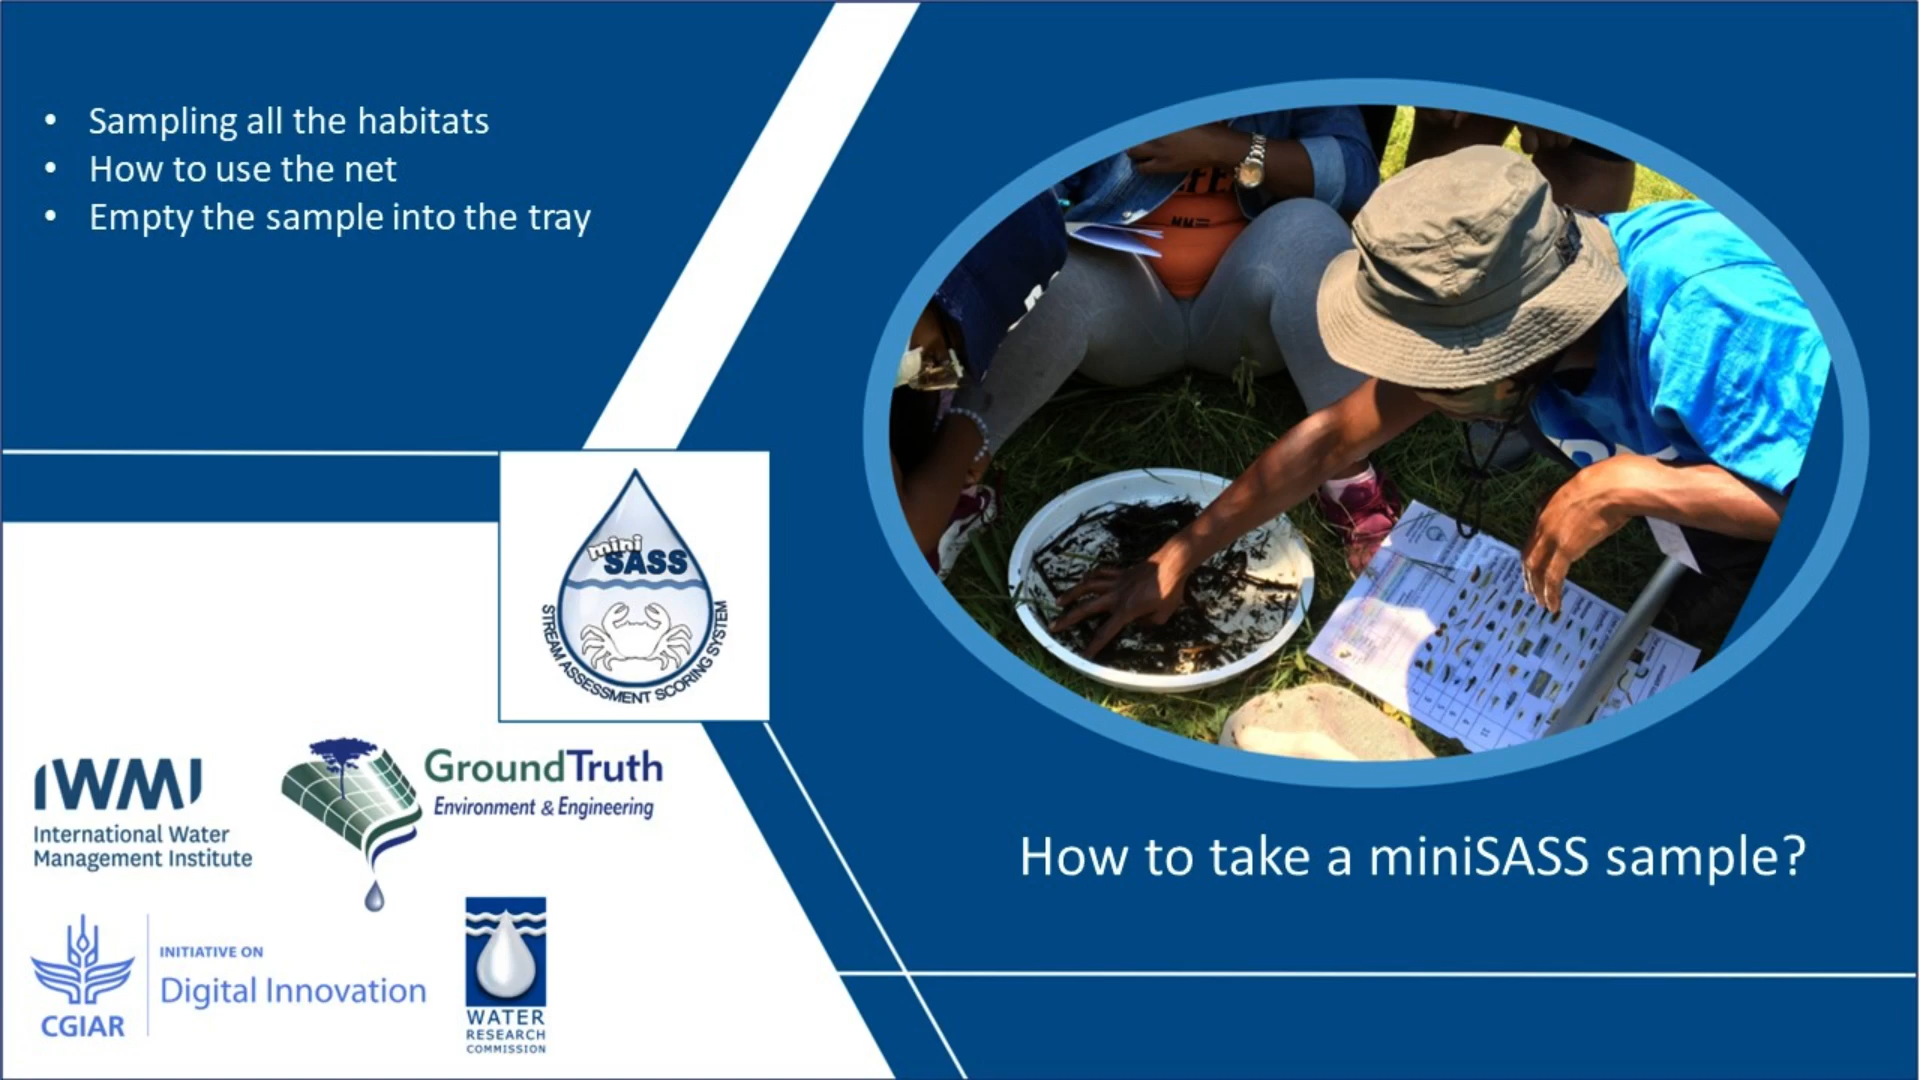 • Sampling all the habitats
• How to use the net
• Empty the sample into the tray
mini
SASS
STREAM ASSESSMENT SCORING SYSTEM
IWMI
International Water
Management Institute
GroundTruth
Environment & Engineering
INITIATIVE ON
Digital Innovation
CGIAR
WATER
RESEARCH
COMMISSION
How to take a miniSASS sample?